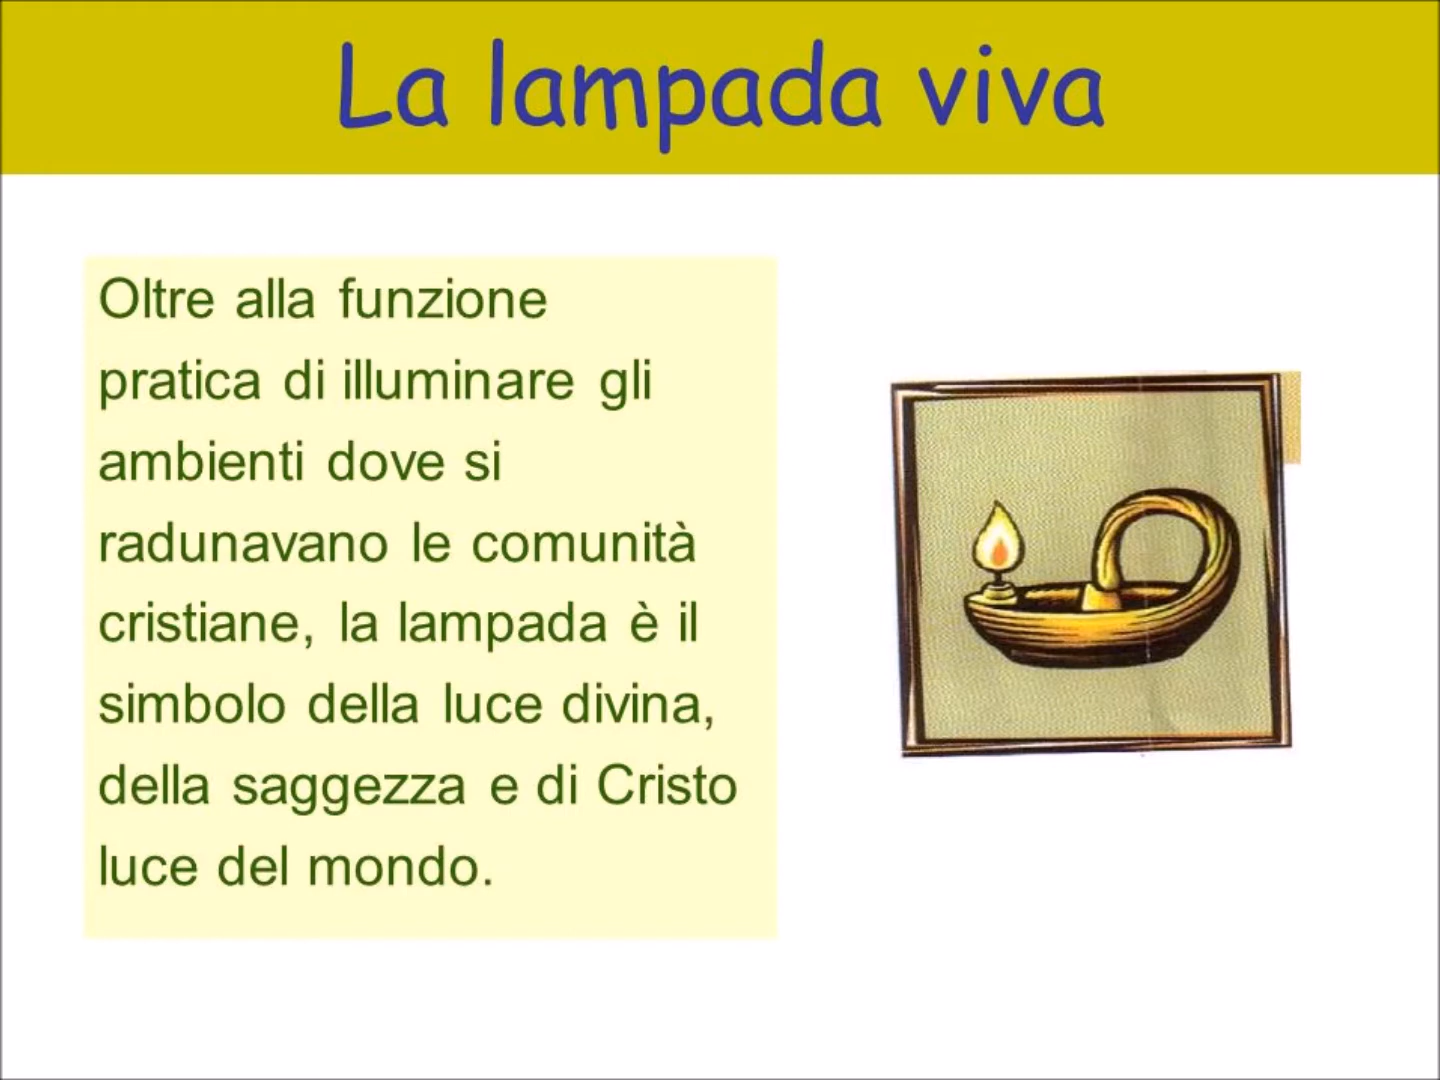 La lampada viva
Oltre alla funzione
pratica di illuminare gli
ambienti dove si
radunavano le comunità
cristiane, la lampada è il
simbolo della luce divina,
della saggezza e di Cristo
luce del mondo.